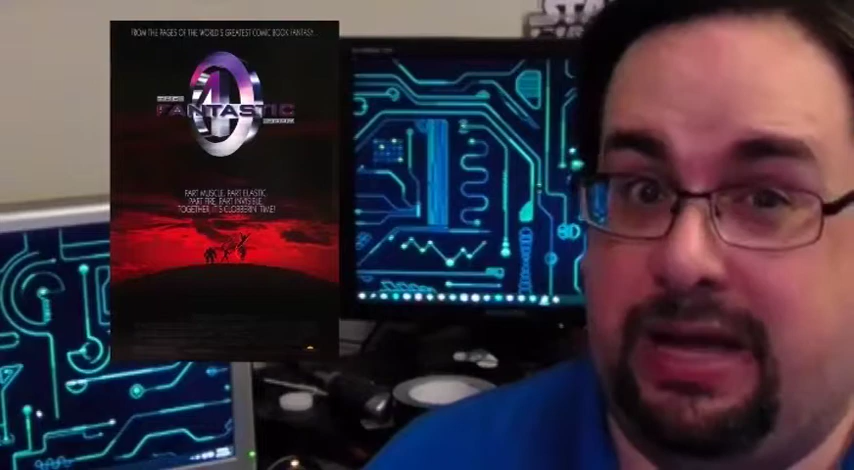 FROM THE PAGES OF THE WORLD'S GREATEST COMIC BOOK FANTASY...
4
FANTASTIC
PART MUSCLE. PART ELASTIC.
PART FIRE. PART INVISIBLE.
TOGETHER, IT'S CLOBBERIN' TIME!